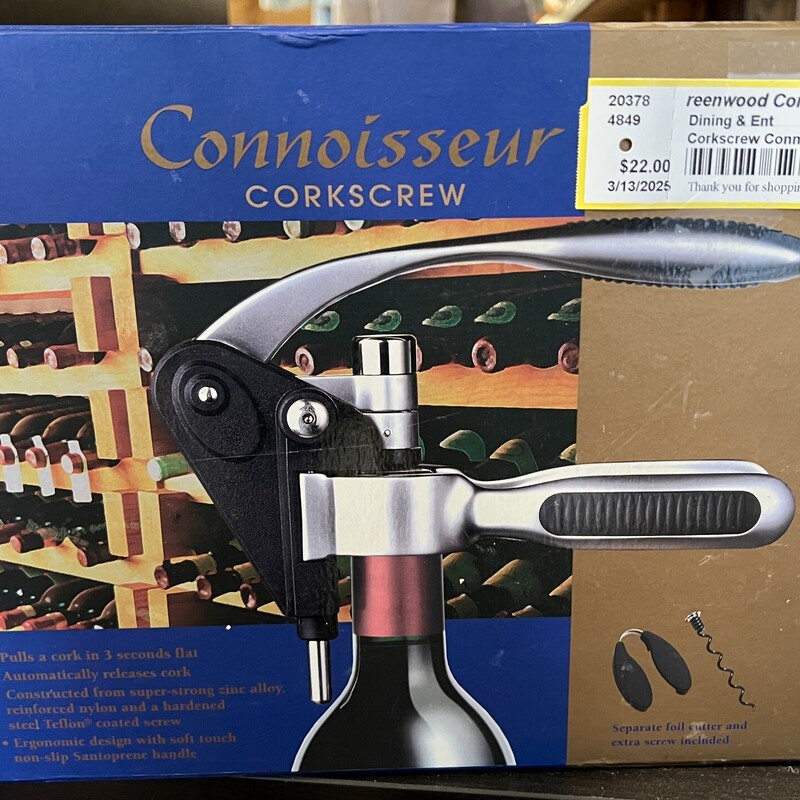 Connoisseur
CORKSCREW
20378
4849
$22.00
3/13/2025
reenwood Con
Dining & Ent
Corkscrew Conn
Thank you for shoppin
Pulls a cork in 3 seconds flat
Automatically releases cork
Constructed from super-strong zinc alloy,
reinforced nylon and a hardened
steel Teflon® coated screw
• Ergonomic design with soft touch
non-slip Santoprene handle
Separate foil cutter and
extra screw included